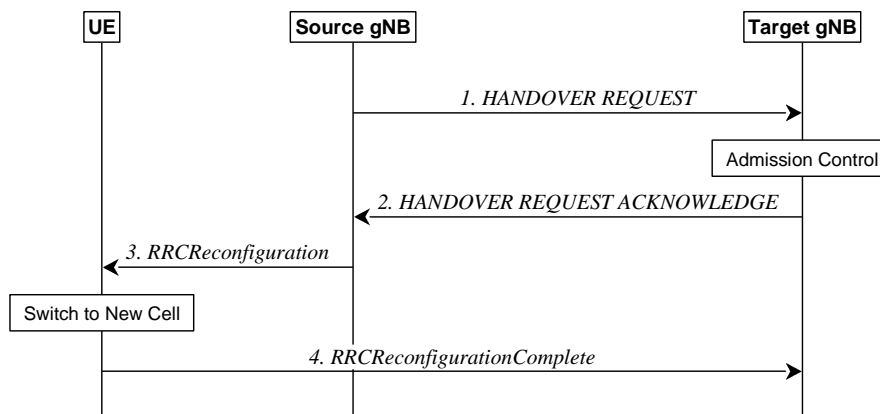 UE
Source gNB
Target gNB
1. HANDOVER REQUEST
Admission Control
2. HANDOVER REQUEST ACKNOWLEDGE
3. RRCReconfiguration
Switch to New Cell
4. RRCReconfigurationComplete